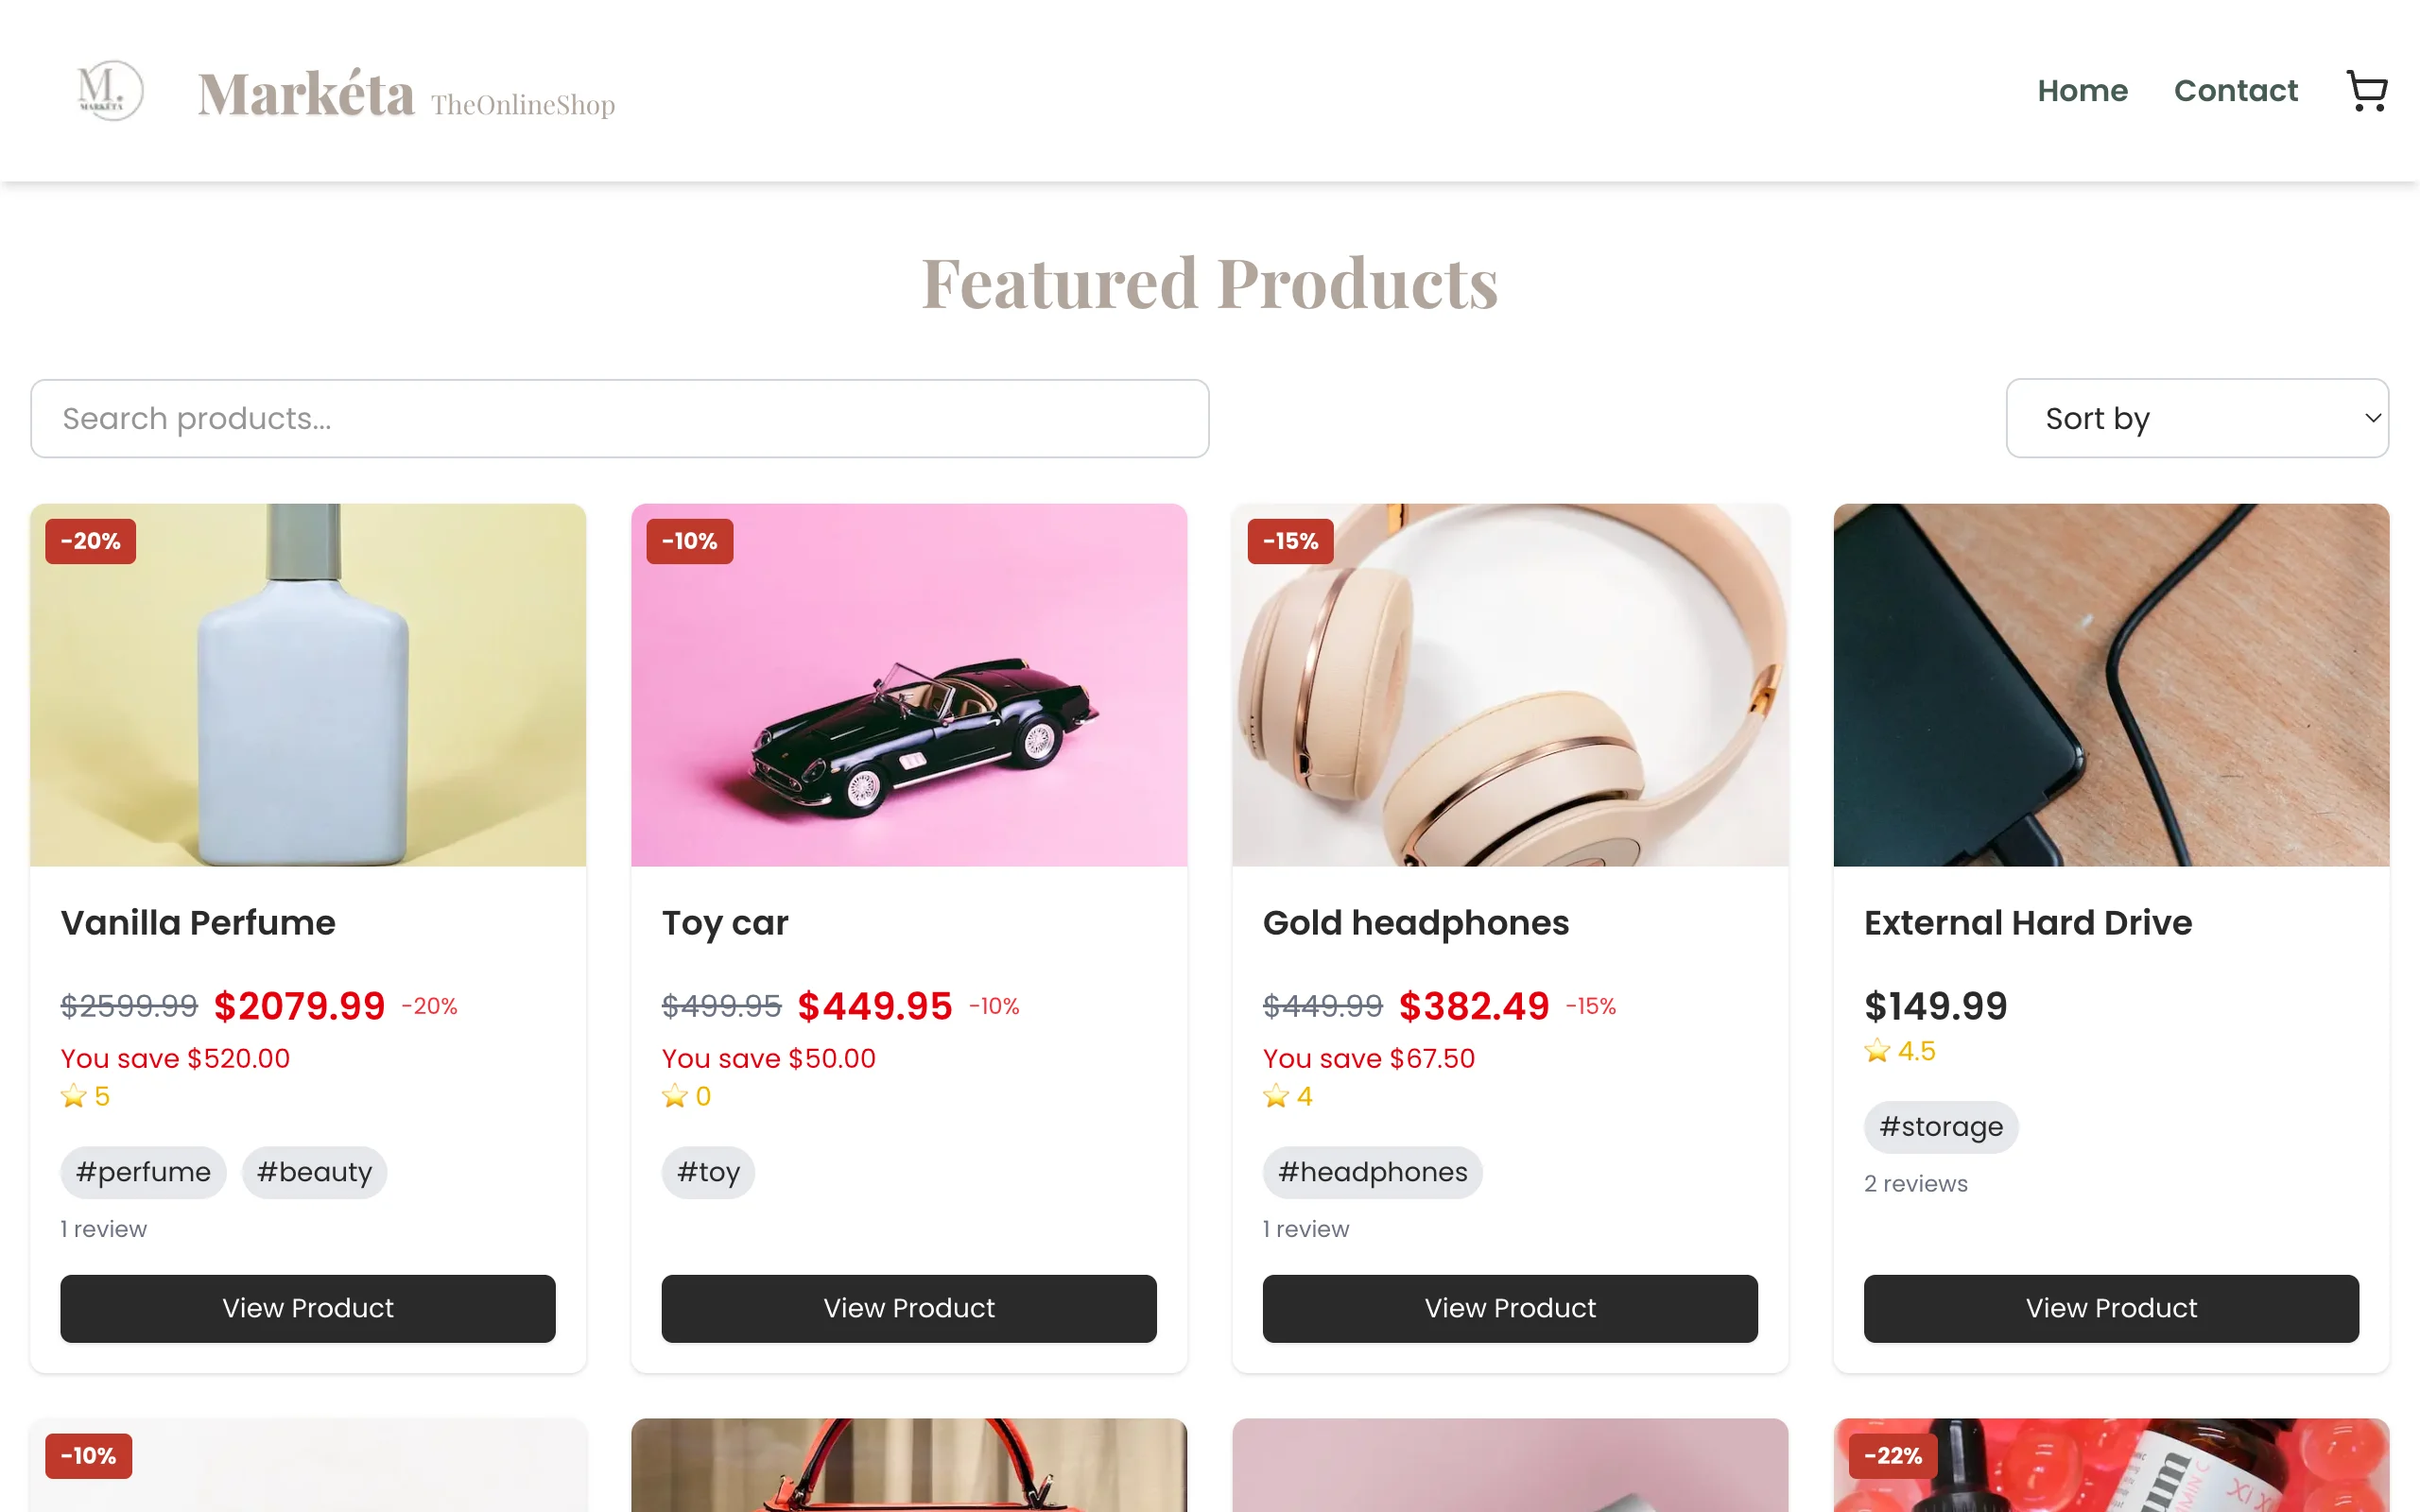 M.
MARKÉTA
Markéta TheOnlineShop
Home
Contact
Featured Products
Search products...
Sort by
-20%
Vanilla Perfume
$2599.99 $2079.99 -20%
You save $520.00
5
#perfume #beauty
1 review
View Product
-10%
Toy car
$499.95 $449.95 -10%
You save $50.00
0
#toy
View Product
-15%
Gold headphones
$449.99 $382.49 -15%
You save $67.50
4
#headphones
1 review
View Product
External Hard Drive
$149.99
4.5
#storage
2 reviews
View Product
-10%
-22%